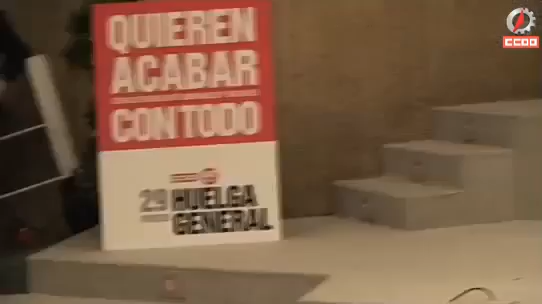 CCOO
QUIEREN
ACABAR
CON TODO
29 HUELGA
GENERAL